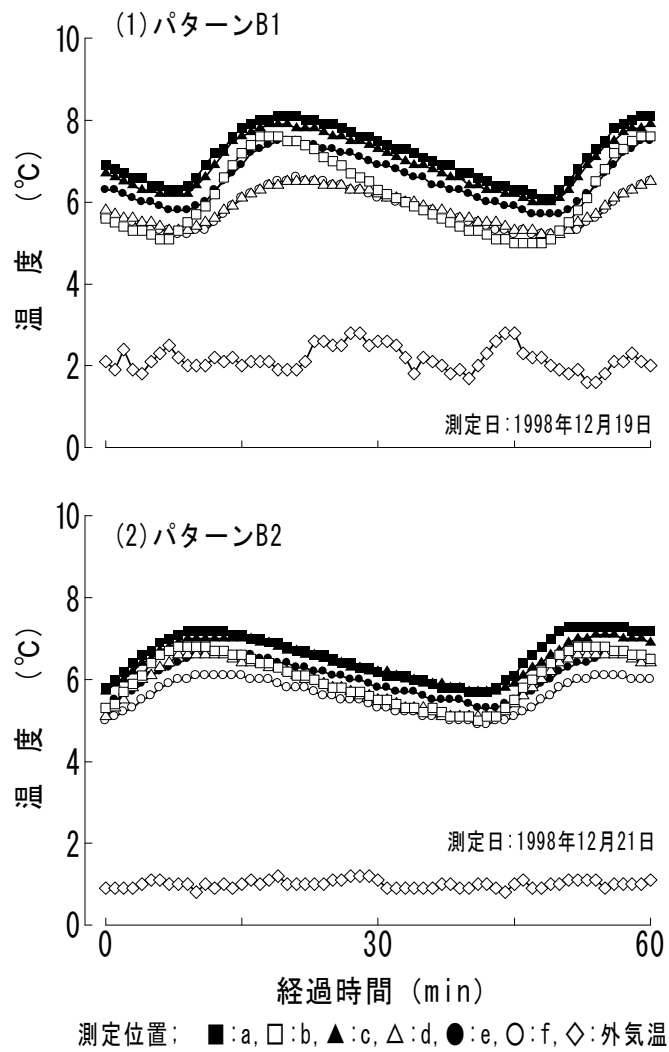 (1)パターンB1
10
8
6
4
2
0
温 度 (℃)
測定日:1998年12月19日
(2)パターンB2
10
8
6
4
2
0
温 度 (℃)
測定日:1998年12月21日
0 30 60
経過時間 (min)
測定位置; ■:a, □:b, ▲:c, △:d, ●:e, ○:f, ◇:外気温